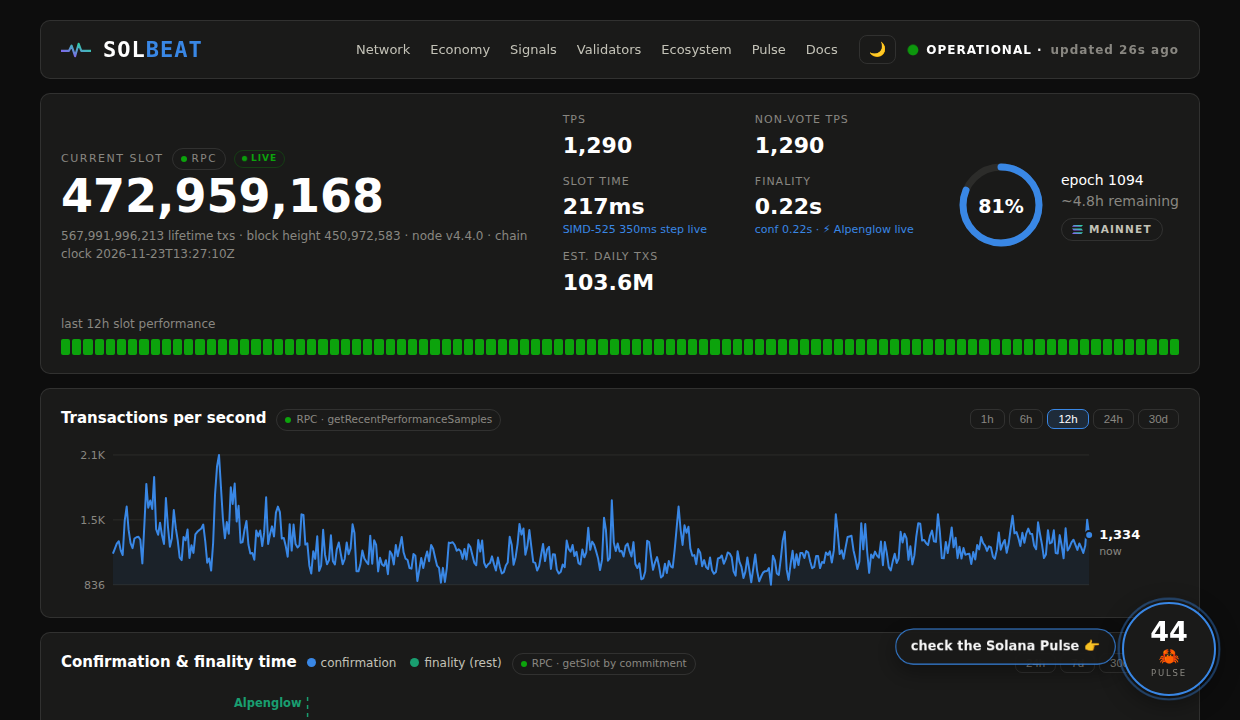 SOLBEAT
Network Economy Signals Validators Ecosystem Pulse Docs
OPERATIONAL · updated 26s ago
CURRENT SLOT RPC LIVE
472,959,168
567,991,996,213 lifetime txs · block height 450,972,583 · node v4.4.0 · chain
clock 2026-11-23T13:27:10Z
TPS
1,290
NON-VOTE TPS
1,290
SLOT TIME
217ms
SIMD-525 350ms step live
FINALITY
0.22s
conf 0.22s · ⚡ Alpenglow live
EST. DAILY TXS
103.6M
81%
epoch 1094
~4.8h remaining
MAINNET
last 12h slot performance
Transactions per second RPC · getRecentPerformanceSamples
1h 6h 12h 24h 30d
2.1K
1.5K
836
1,334
now
Confirmation & finality time confirmation finality (rest) RPC · getSlot by commitment
Alpenglow
check the Solana Pulse 👉
44
🦀
PULSE